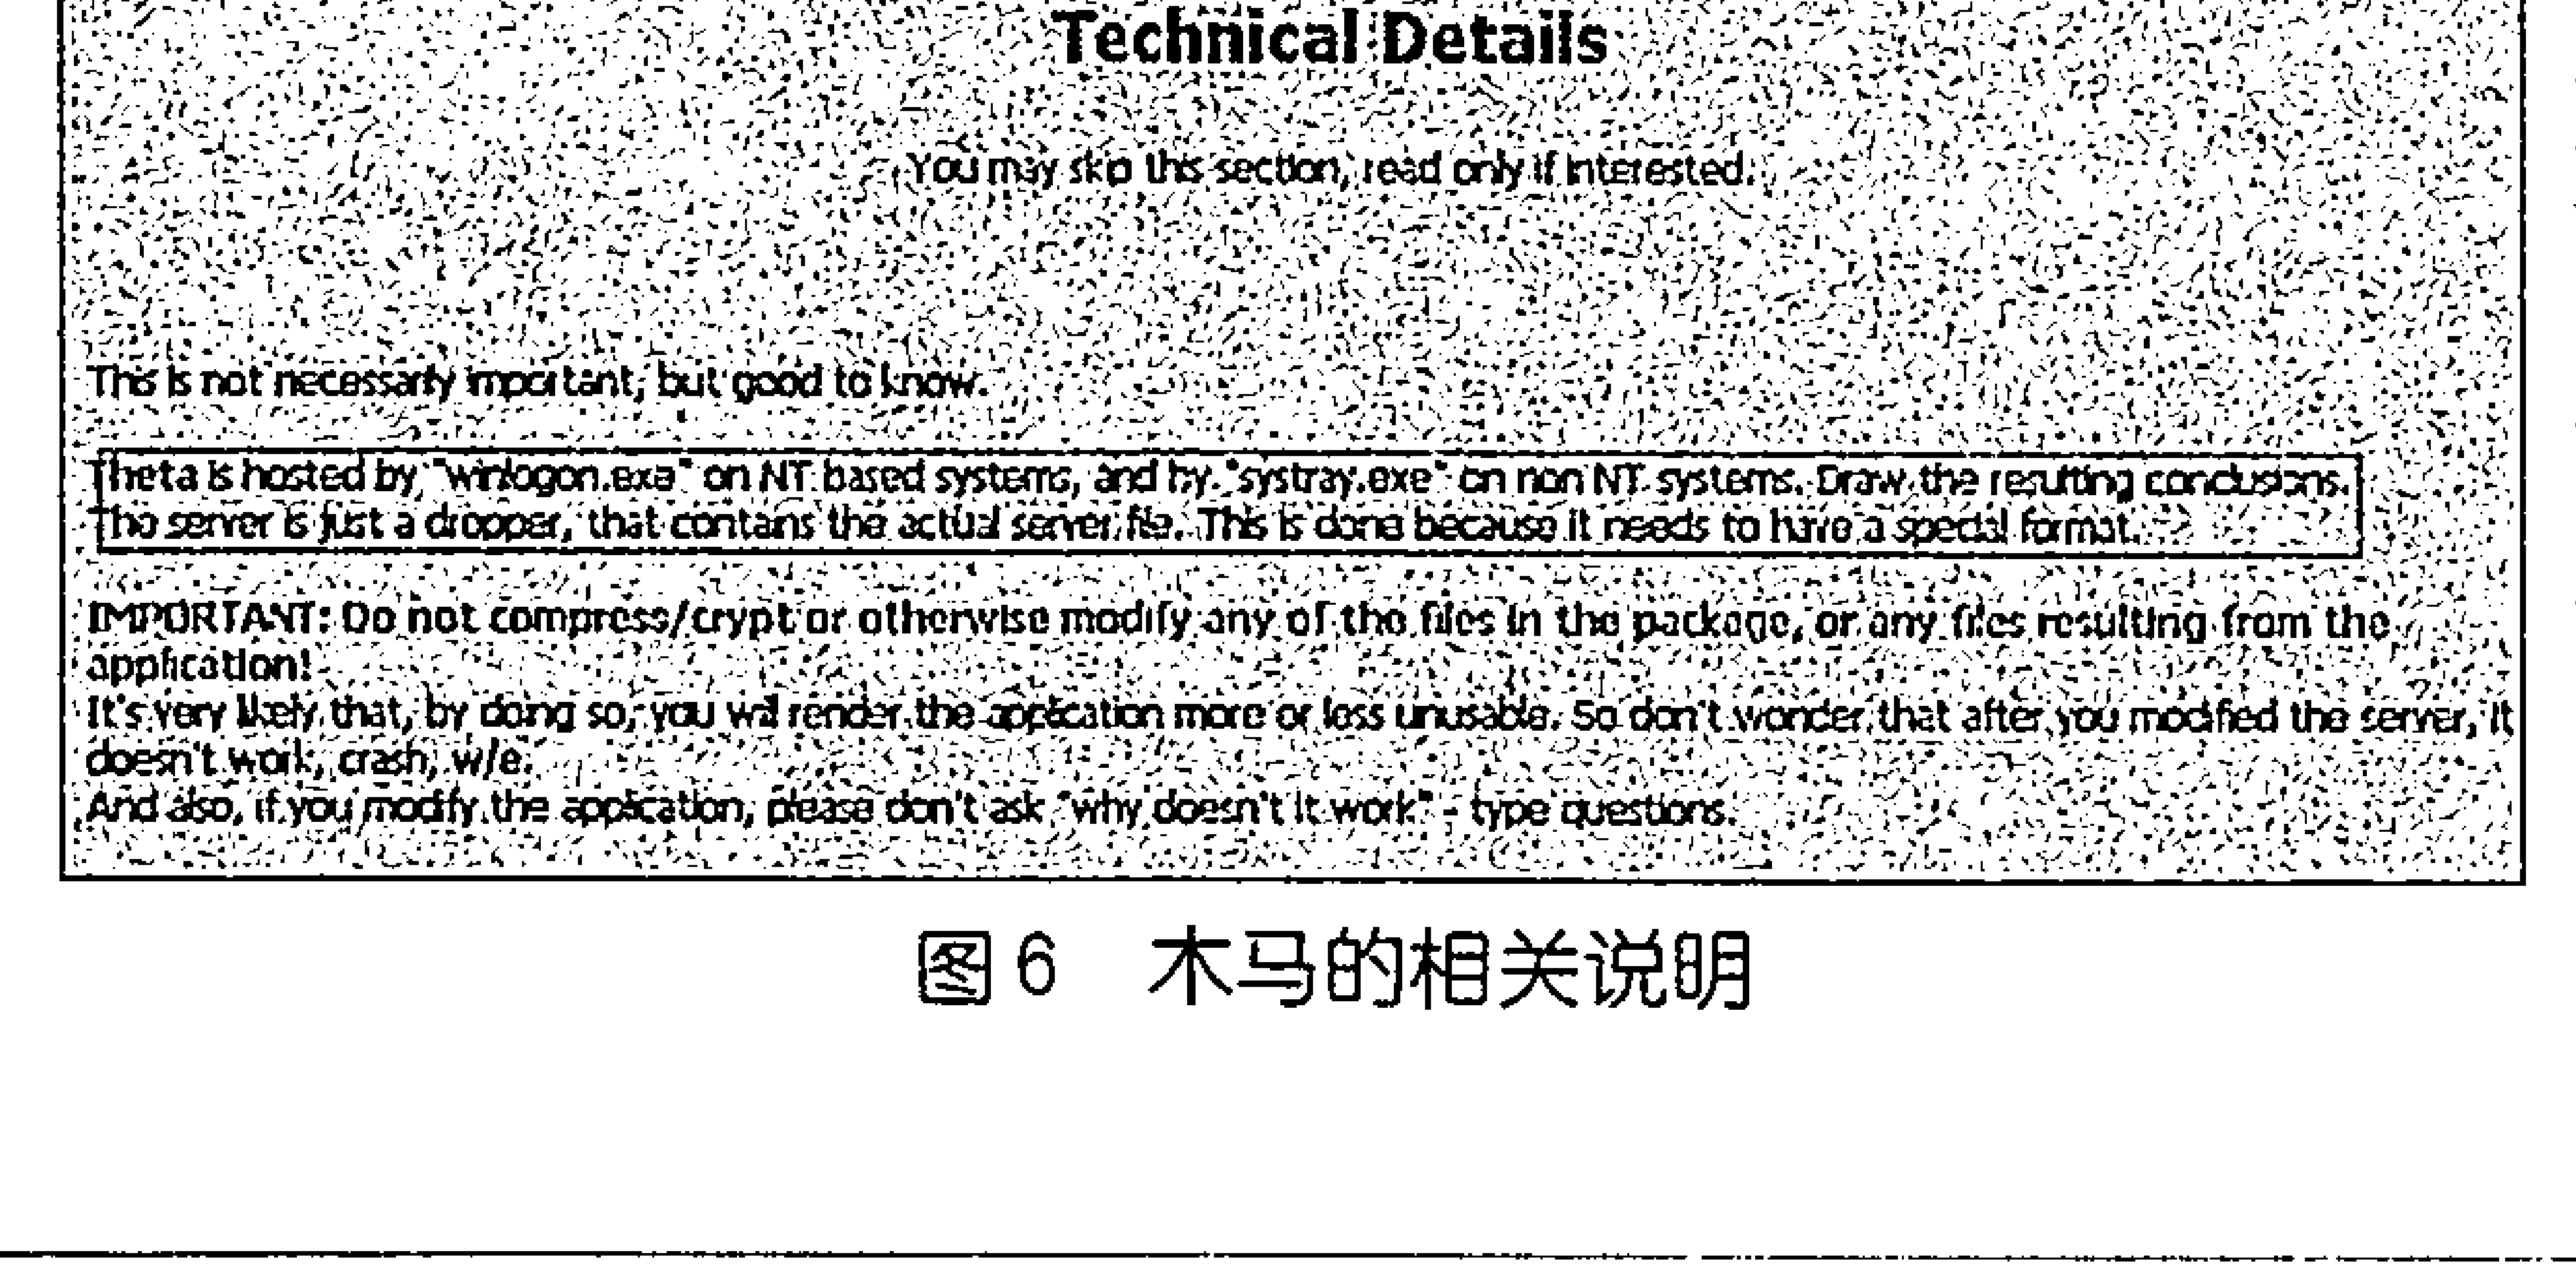 Technical Details
You may skip this section, read only if interested.
This is not necessarily important, but good to know.
Theta is hosted by "winlogon.exe" on NT based systems, and by "systray.exe" on non NT systems. Draw the resulting conclusions.
The server is just a dropper, that contains the actual server file. This is done because it needs to have a special format.
IMPORTANT: Do not compress/crypt or otherwise modify any of the files in the package, or any files resulting from the
application!
It's very likely that, by doing so, you will render the application more or less unusable. So don't wonder that after you modified the server, it
doesn't work, crash, w/e.
And also, if you modify the application, please don't ask "why doesn't it work" - type questions.
图 6 木马的相关说明